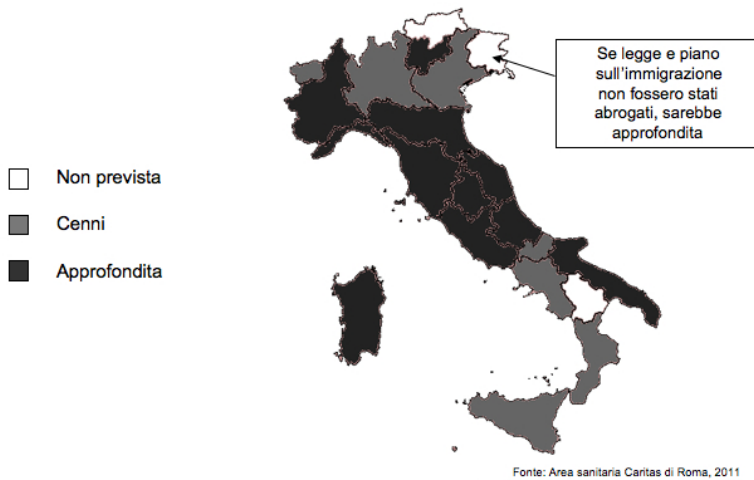 Se legge e piano
sull'immigrazione
non fossero stati
abrogati, sarebbe
approfondita
Non prevista
Cenni
Approfondita
Fonte: Area sanitaria Caritas di Roma, 2011